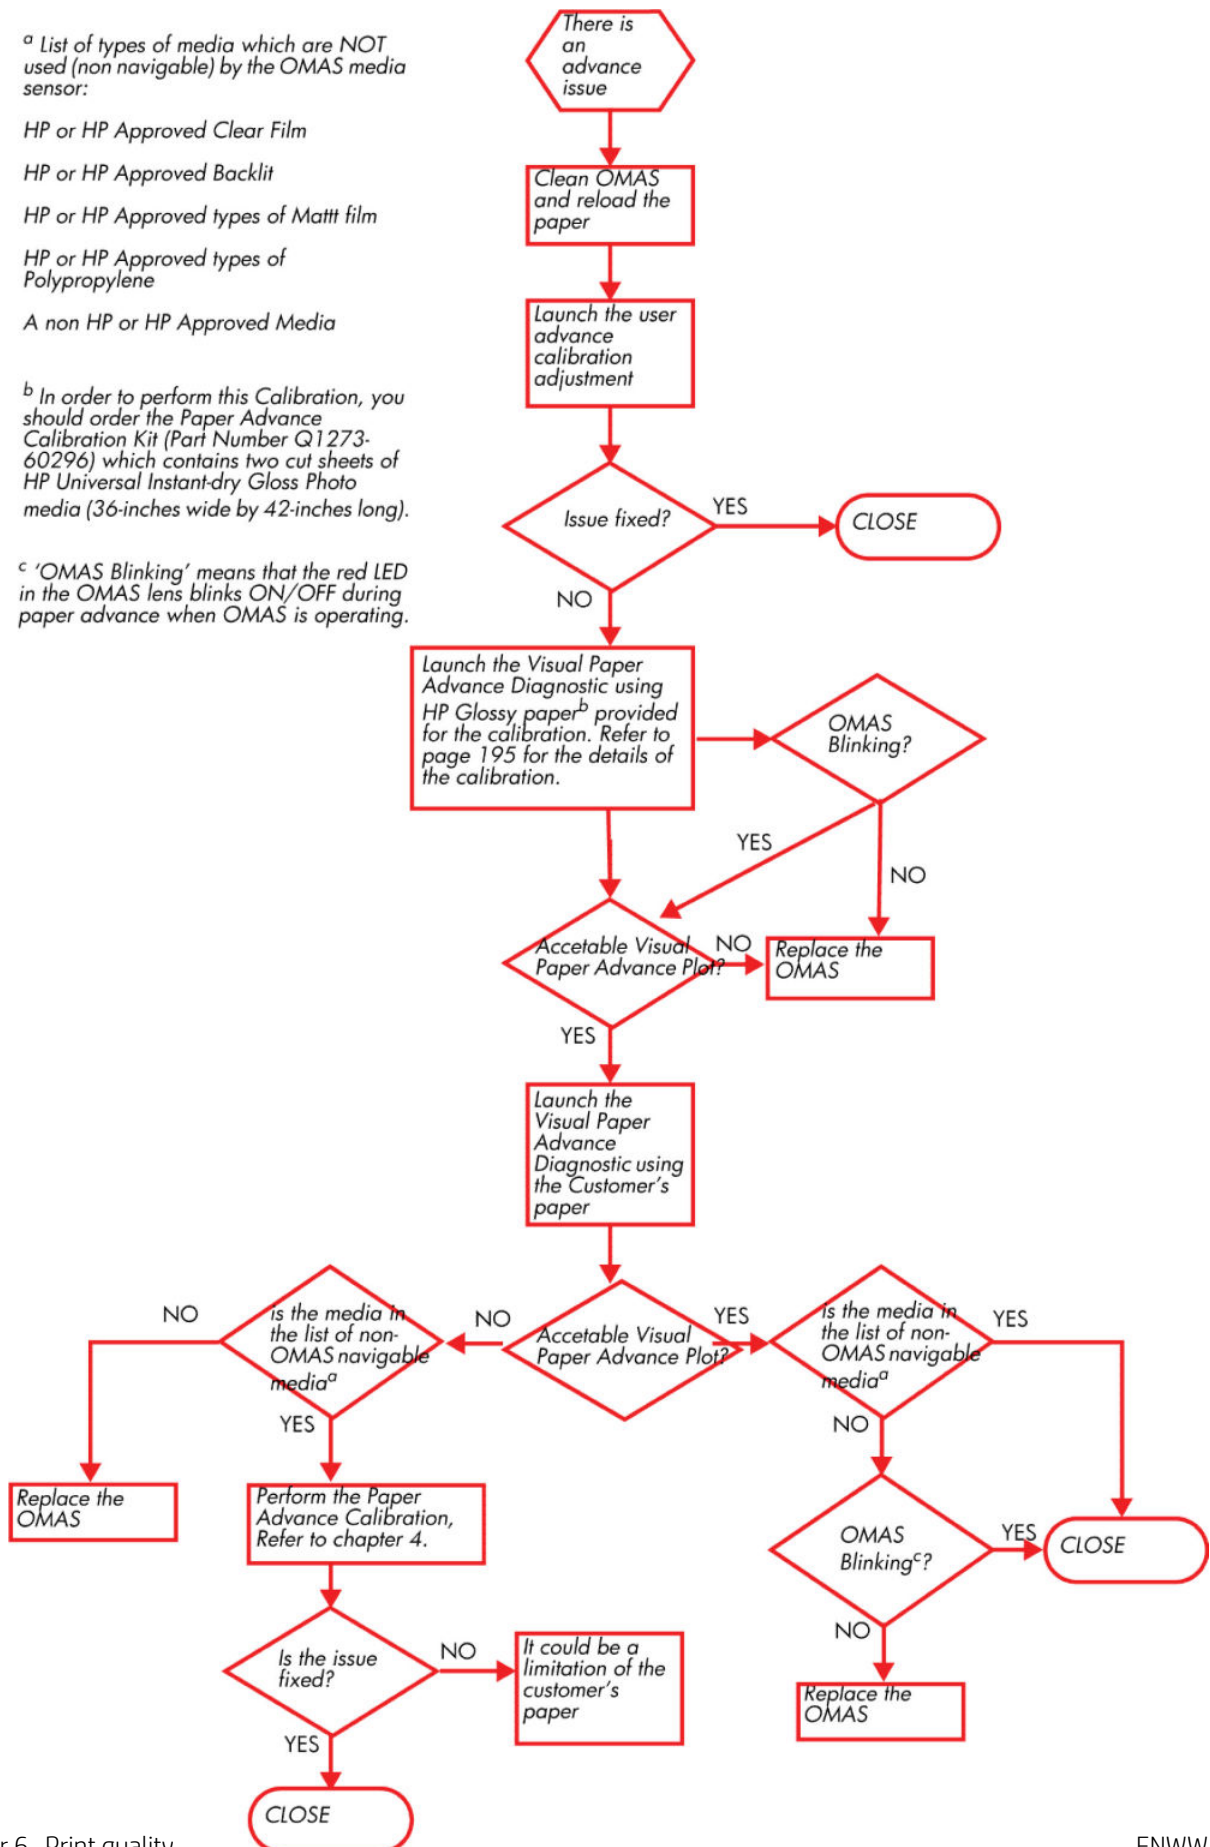 a List of types of media which are NOT
used (non navigable) by the OMAS media
sensor:
HP or HP Approved Clear Film
HP or HP Approved Backlit
HP or HP Approved types of Mattt film
HP or HP Approved types of
Polypropylene
A non HP or HP Approved Media
b In order to perform this Calibration, you
should order the Paper Advance
Calibration Kit (Part Number Q1273-
60296) which contains two cut sheets of
HP Universal Instant-dry Gloss Photo
media (36-inches wide by 42-inches long).
c ‘OMAS Blinking’ means that the red LED
in the OMAS lens blinks ON/OFF during
paper advance when OMAS is operating.
There is
an
advance
issue
Clean OMAS
and reload the
paper
Launch the user
advance
calibration
adjustment
Issue fixed?
YES
CLOSE
NO
Launch the Visual Paper
Advance Diagnostic using
HP Glossy paperb provided
for the calibration. Refer to
page 195 for the details of
the calibration.
OMAS
Blinking?
YES
NO
Accetable Visual
Paper Advance Plot?
NO
Replace the
OMAS
YES
Launch the
Visual Paper
Advance
Diagnostic using
the Customer’s
paper
Accetable Visual
Paper Advance Plot?
NO
YES
is the media in
the list of non-
OMAS navigable
mediaa
NO
YES
Replace the
OMAS
Perform the Paper
Advance Calibration,
Refer to chapter 4.
Is the issue
fixed?
NO
It could be a
limitation of the
customer’s
paper
YES
CLOSE
is the media in
the list of non-
OMAS navigable
mediaa
YES
NO
OMAS
Blinkingc?
YES
CLOSE
NO
Replace the
OMAS
r 6 Print quality
ENWW